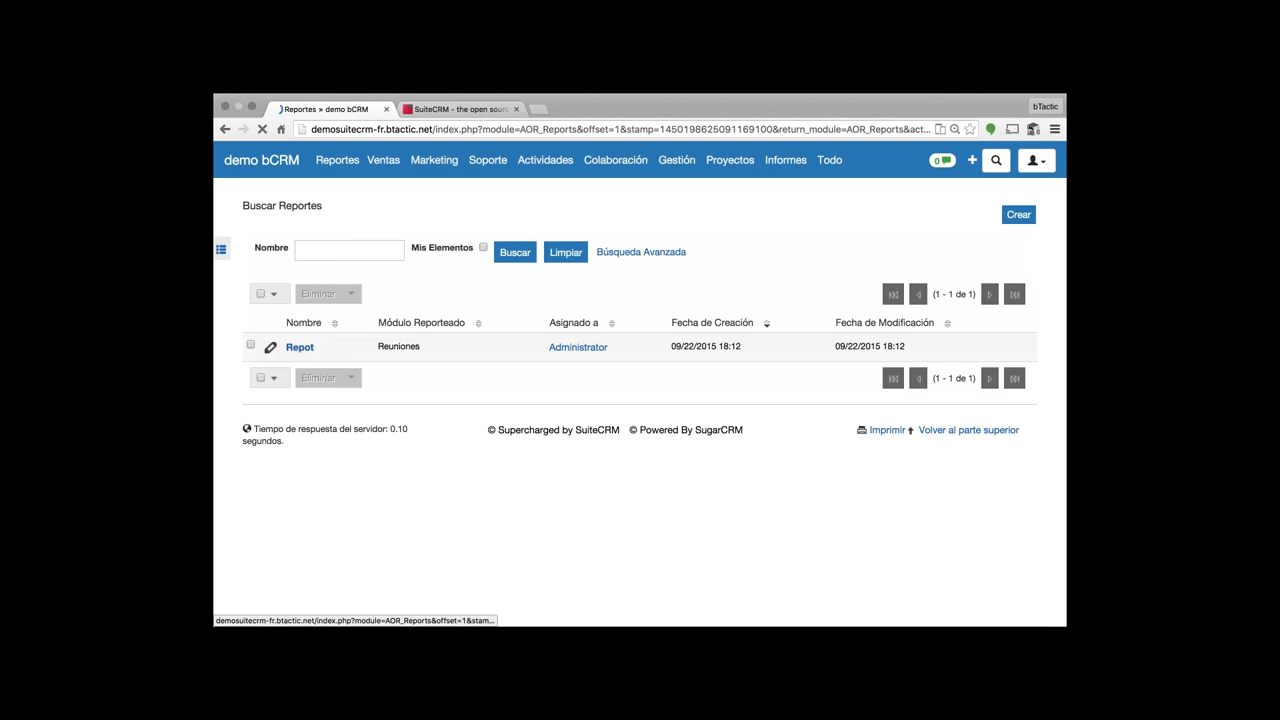 Reportes » demo bCRM
SuiteCRM - the open sour
bTactic
demosuitecrm-fr.btactic.net/index.php?module=AOR_Reports&offset=1&stamp=1450198625091169100&return_module=AOR_Reports&act...
demo bCRM Reportes Ventas Marketing Soporte Actividades Colaboración Gestión Proyectos Informes Todo 0
Buscar Reportes
Crear
Nombre Mis Elementos Buscar Limpiar Búsqueda Avanzada
Eliminar (1 - 1 de 1)
Nombre Módulo Reporteado Asignado a Fecha de Creación Fecha de Modificación
Repot Reuniones Administrator 09/22/2015 18:12 09/22/2015 18:12
Eliminar (1 - 1 de 1)
Tiempo de respuesta del servidor: 0.10
segundos.
© Supercharged by SuiteCRM © Powered By SugarCRM
Imprimir Volver al parte superior
demosuitecrm-fr.btactic.net/index.php?module=AOR_Reports&offset=1&stam...